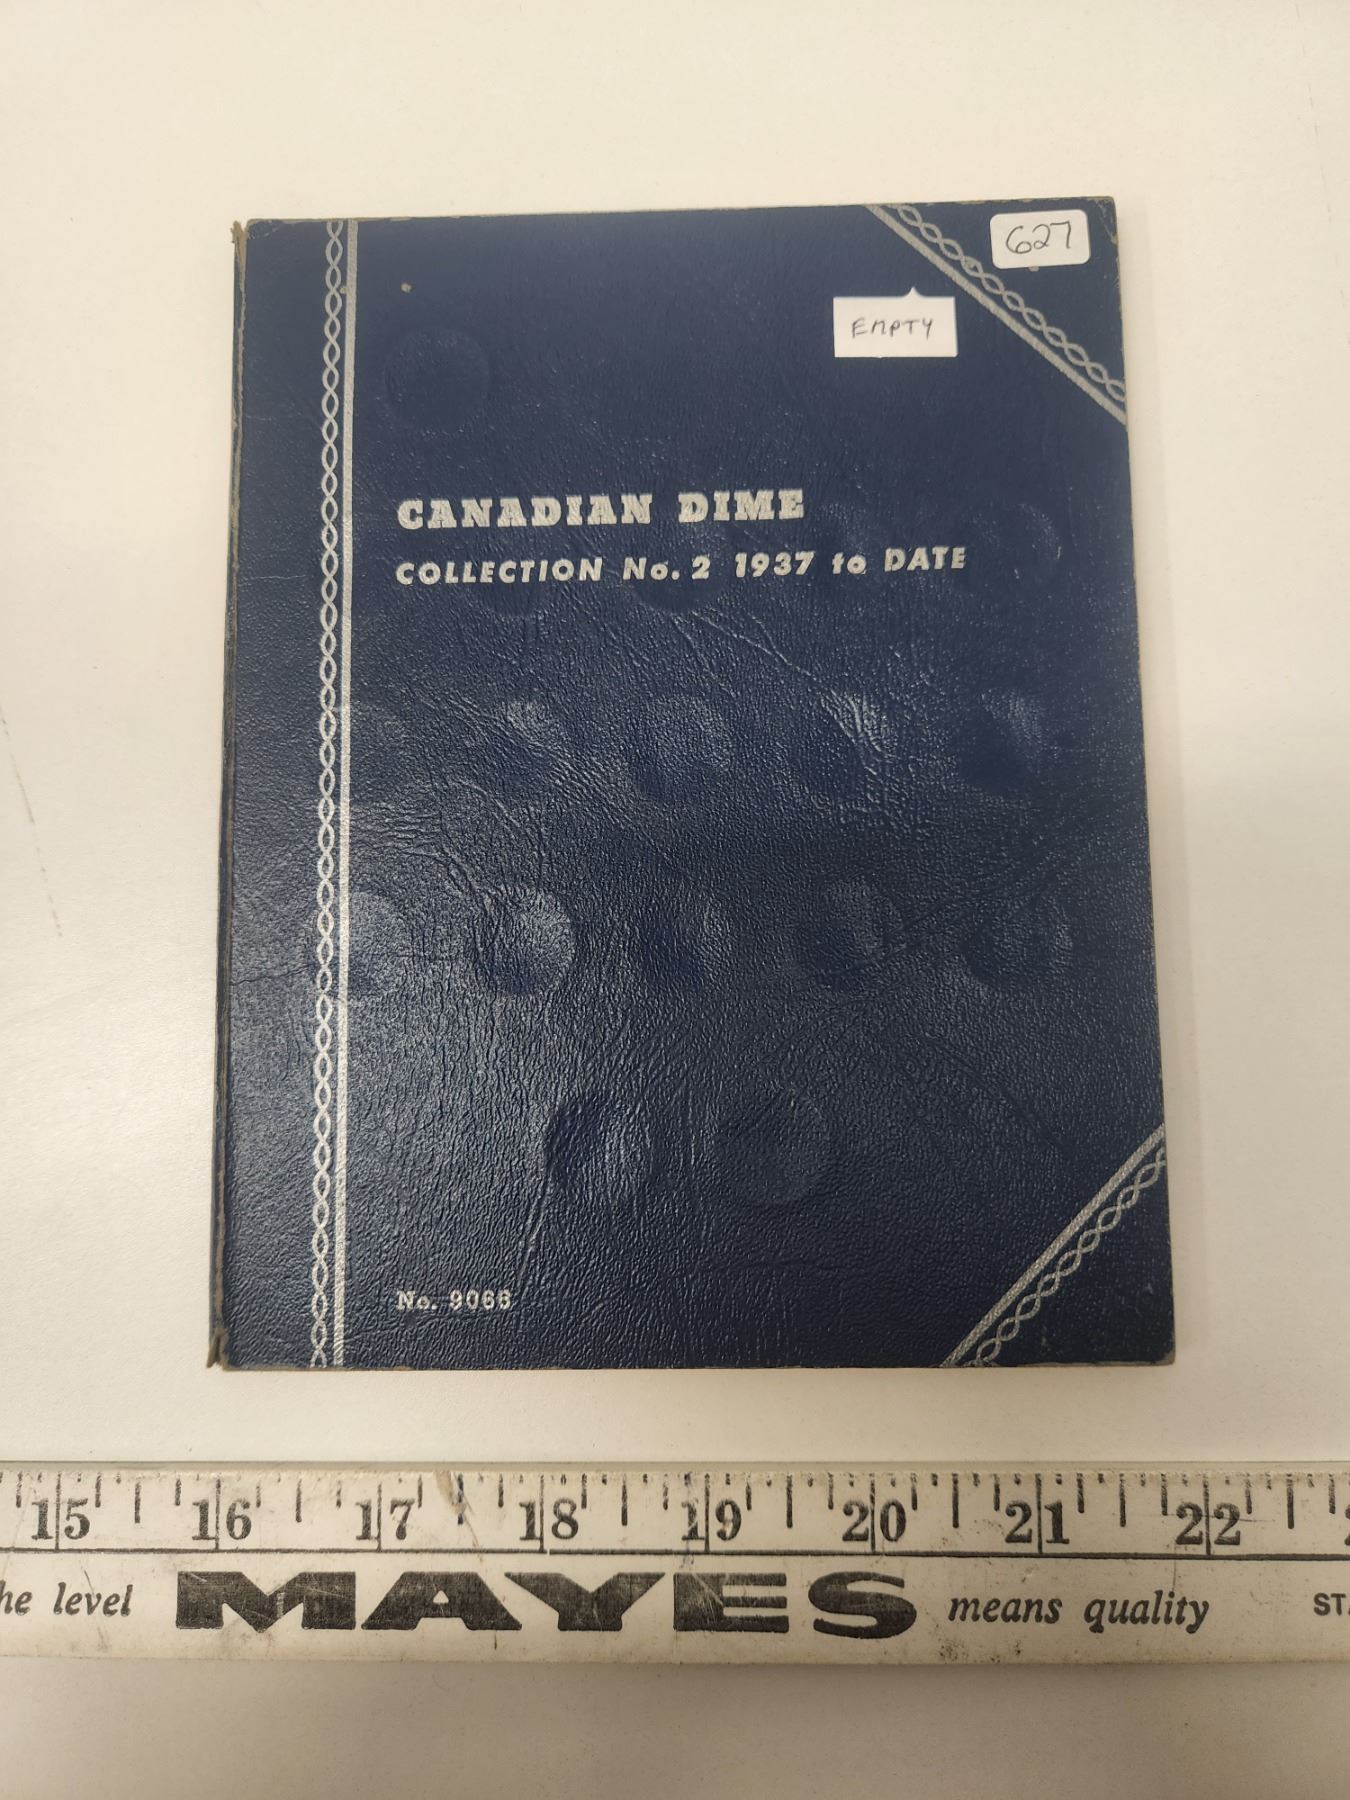 627
EMPTY
CANADIAN DIME
COLLECTION No. 2 1937 to DATE
No. 9066
15 16 17 18 19 20 21 22
he level MAYES means quality